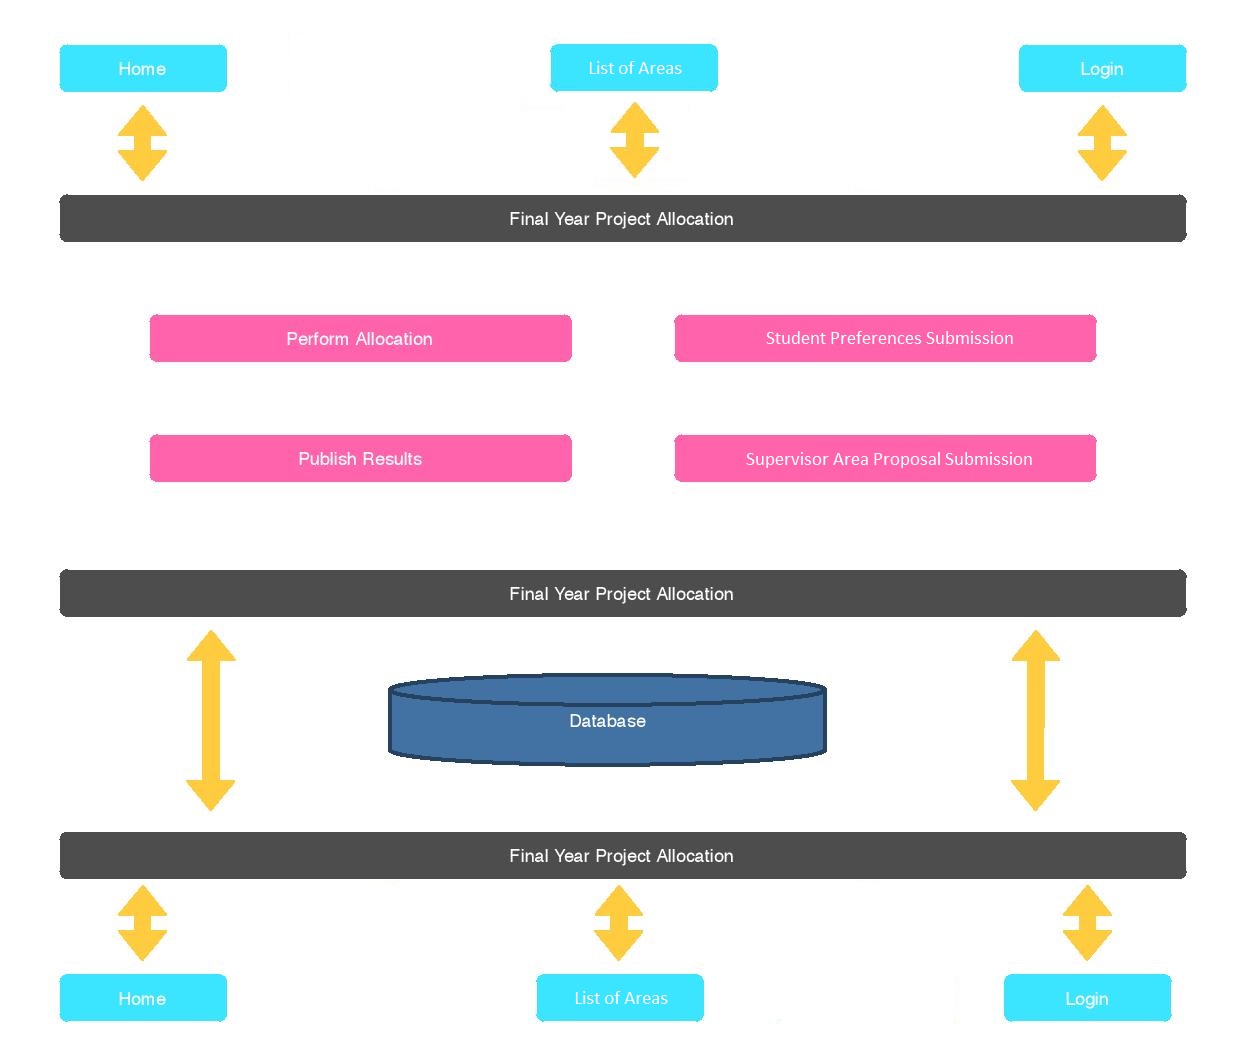 Home
List of Areas
Login
Final Year Project Allocation
Perform Allocation
Student Preferences Submission
Publish Results
Supervisor Area Proposal Submission
Final Year Project Allocation
Database
Final Year Project Allocation
Home
List of Areas
Login